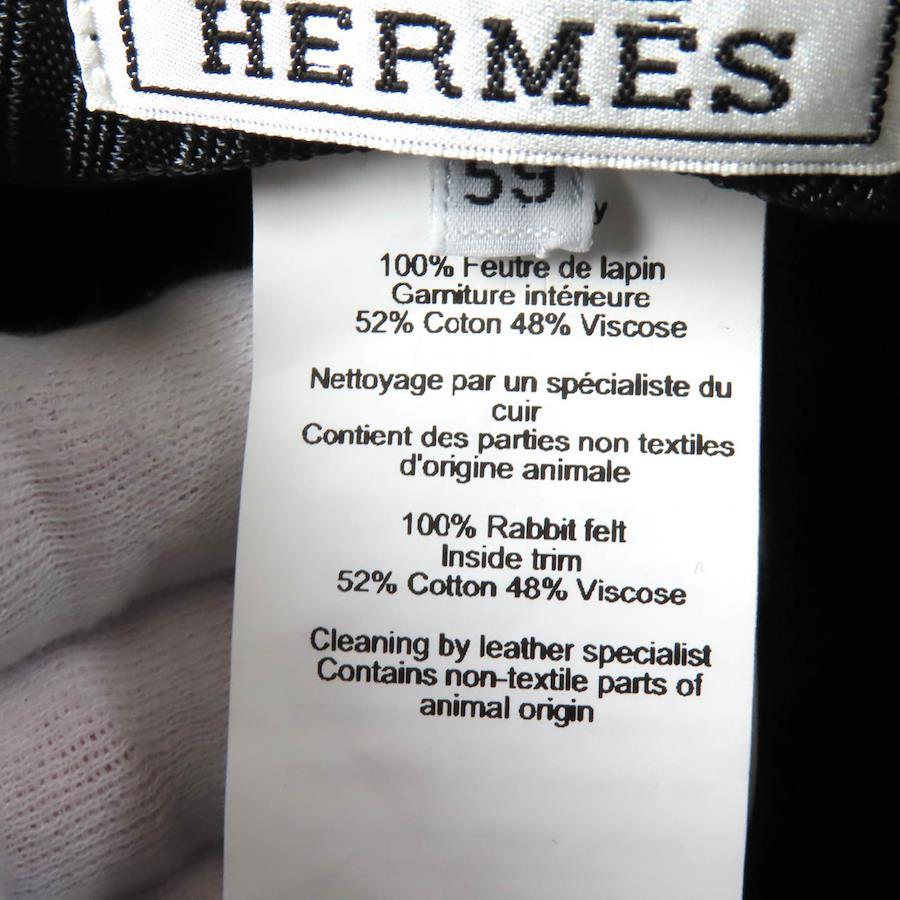 HERMÈS
59
y
100% Feutre de lapin
Garniture intérieure
52% Coton 48% Viscose
Nettoyage par un spécialiste du
cuir
Contient des parties non textiles
d'origine animale
100% Rabbit felt
Inside trim
52% Cotton 48% Viscose
Cleaning by leather specialist
Contains non-textile parts of
animal origin